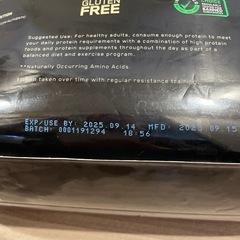 GLUTEN
FREE
Suggested Use: For healthy adults, consume enough protein to meet
your daily protein requirements with a combination of high protein
foods and protein supplements throughout the day as part of a
balanced diet and exercise program.
*Naturally Occurring Amino Acids
taken over time with regular resistance
EXP/USE BY: 2025.09.14 MFD: 2023.09.15
BATCH: 0001191294 18:56